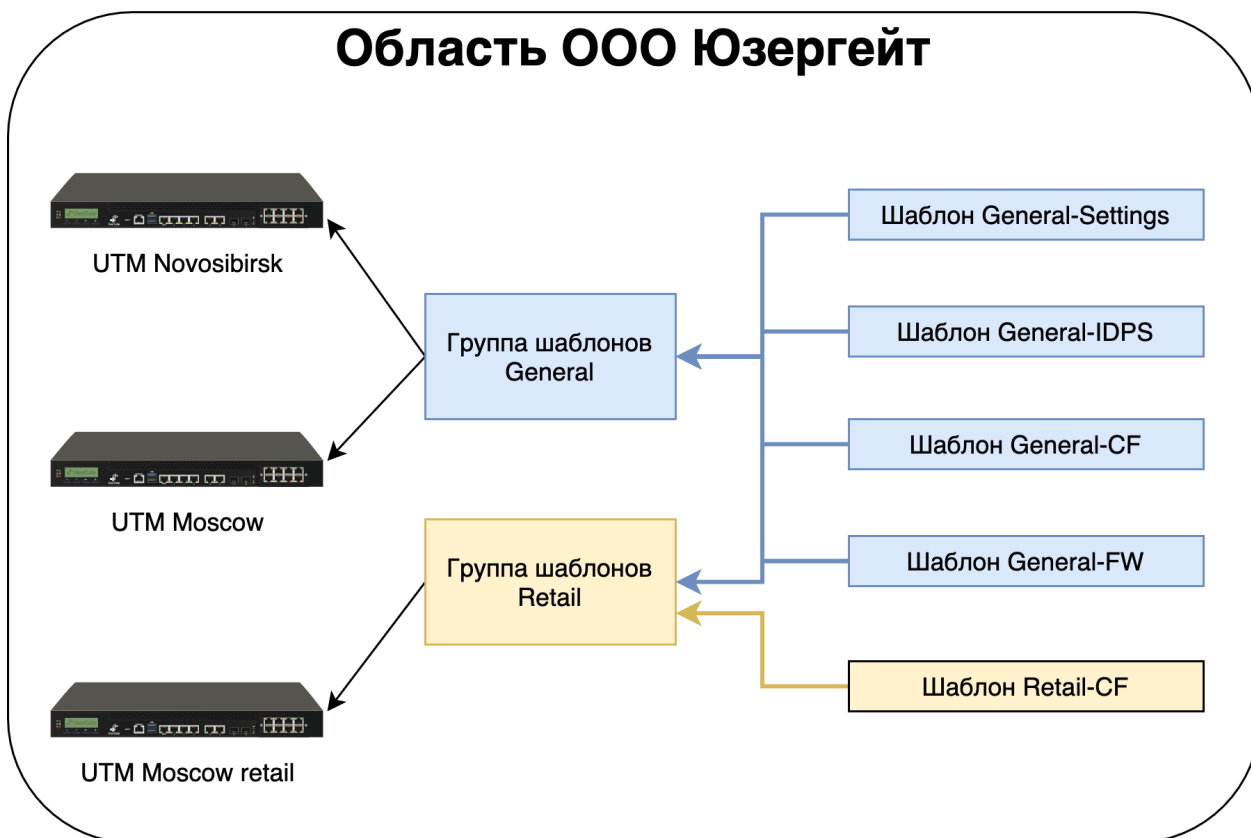 Область ООО Юзергейт
UTM Novosibirsk
UTM Moscow
UTM Moscow retail
Группа шаблонов
General
Группа шаблонов
Retail
Шаблон General-Settings
Шаблон General-IDPS
Шаблон General-CF
Шаблон General-FW
Шаблон Retail-CF